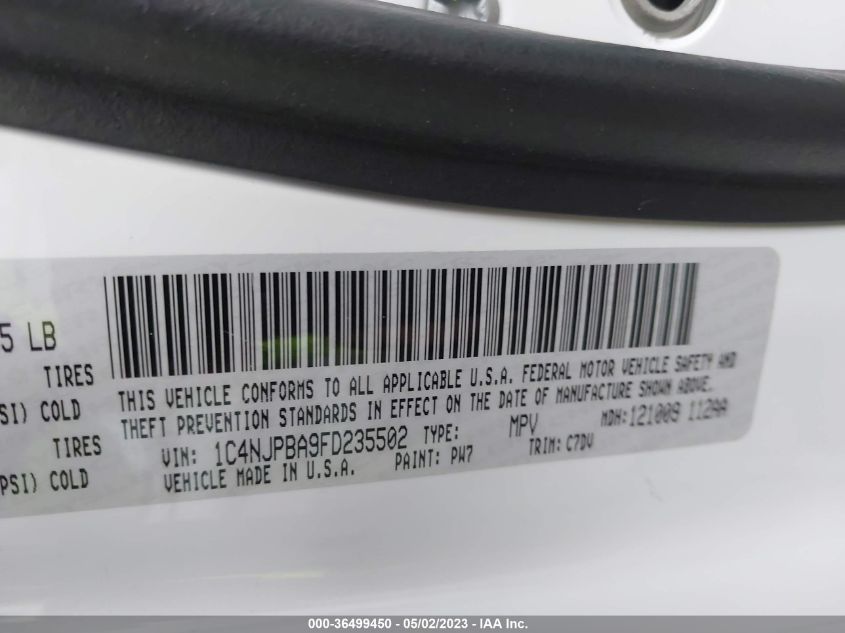 5 LB
TIRES
SI) COLD
TIRES
PSI) COLD
THIS VEHICLE CONFORMS TO ALL APPLICABLE U.S.A. FEDERAL MOTOR VEHICLE SAFETY AND
THEFT PREVENTION STANDARDS IN EFFECT ON THE DATE OF MANUFACTURE SHOWN ABOVE.
VIN: 1C4NJPBA9FD235502 TYPE: MPV MDH:121009 112AA
VEHICLE MADE IN U.S.A. PAINT: PW7 TRIM: C7DV
000-36499450 - 05/02/2023 - IAA Inc.